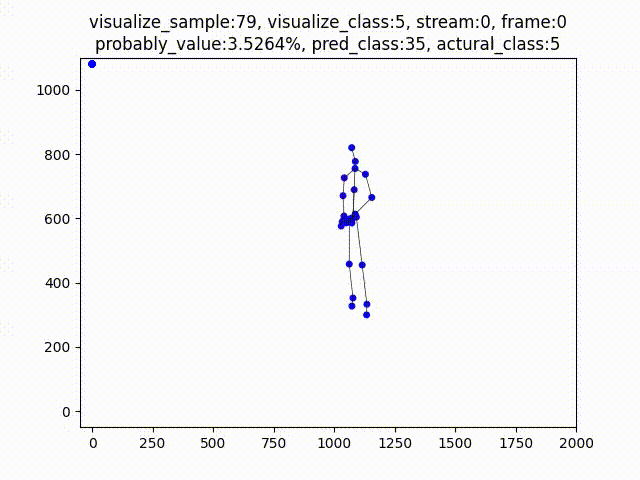 visualize_sample:79, visualize_class:5, stream:0, frame:0
probably_value:3.5264%, pred_class:35, actural_class:5
1000
800
600
400
200
0
0 250 500 750 1000 1250 1500 1750 2000